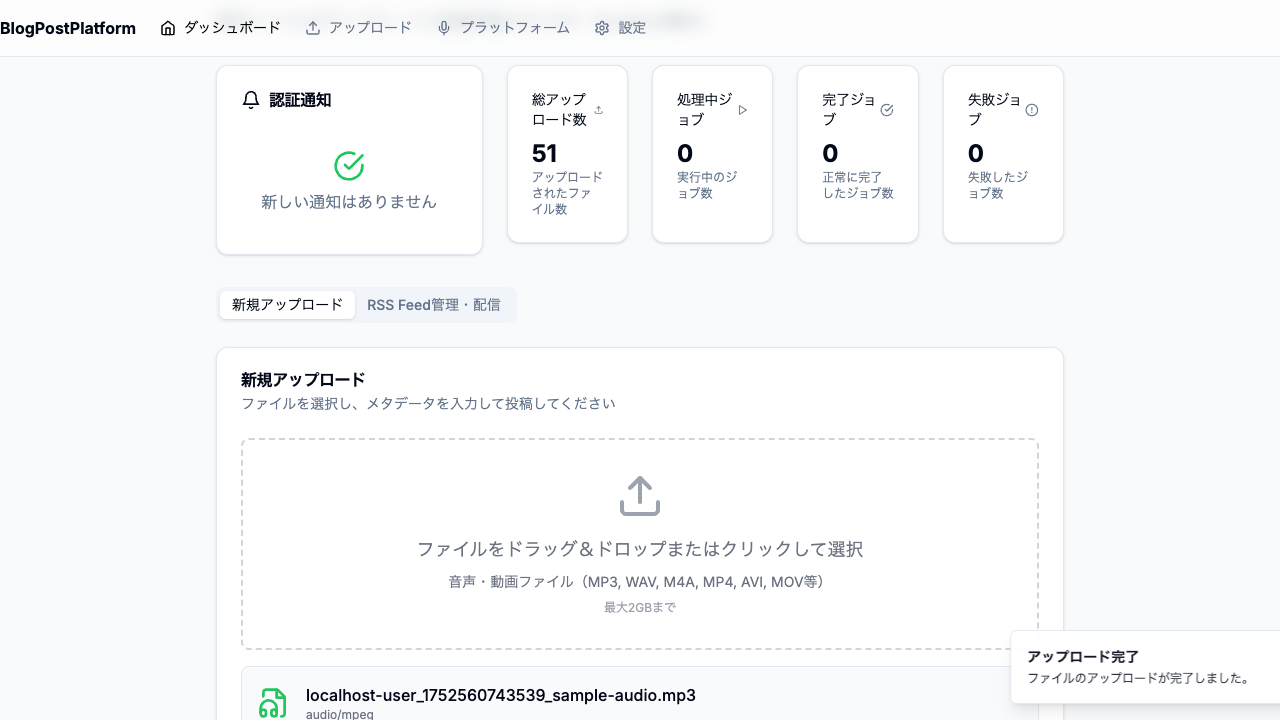 BlogPostPlatform
ダッシュボード
アップロード
プラットフォーム
設定
認証通知
新しい通知はありません
総アップ
ロード数
51
アップロード
されたファ
イル数
処理中ジ
ョブ
0
実行中のジ
ョブ数
完了ジョ
ブ
0
正常に完了
したジョブ数
失敗ジョ
ブ
0
失敗したジ
ョブ数
新規アップロード
RSS Feed管理・配信
新規アップロード
ファイルを選択し、メタデータを入力して投稿してください
ファイルをドラッグ＆ドロップまたはクリックして選択
音声・動画ファイル（MP3, WAV, M4A, MP4, AVI, MOV等）
最大2GBまで
localhost-user_1752560743539_sample-audio.mp3
audio/mpeg
アップロード完了
ファイルのアップロードが完了しました。